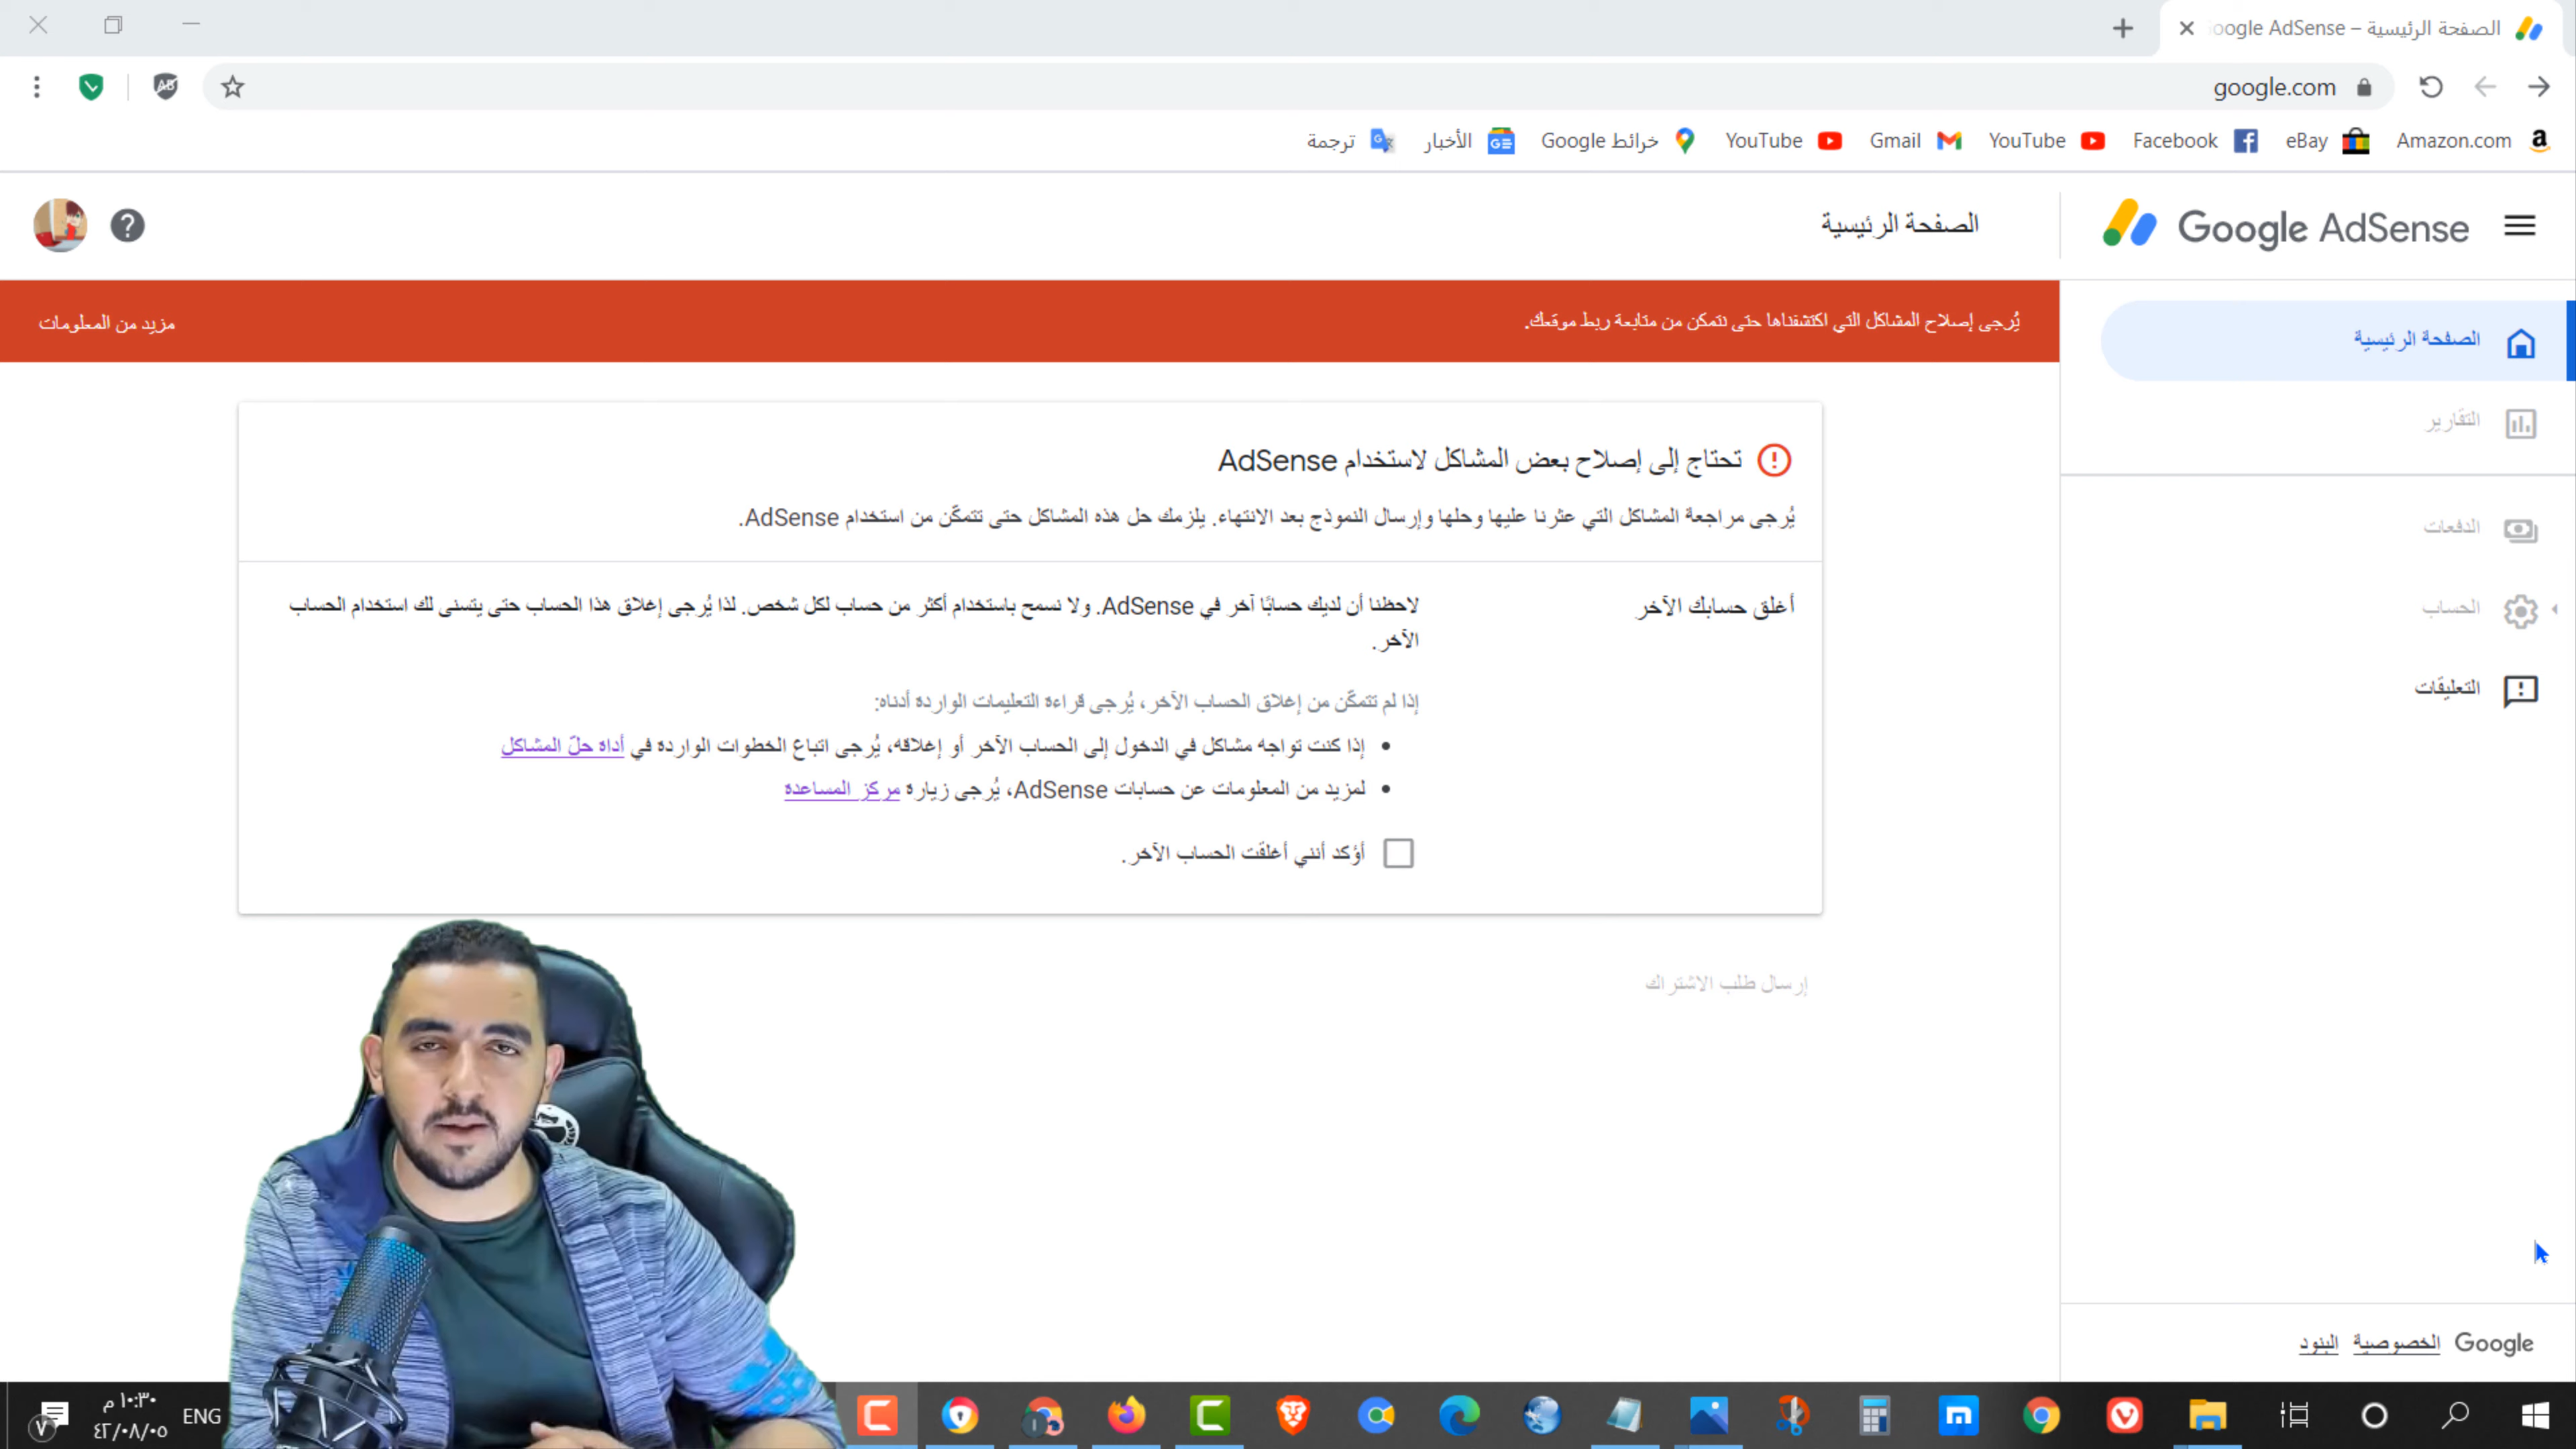 الصفحة الرئيسية – oogle AdSense
google.com
Amazon.com
eBay
Facebook
YouTube
Gmail
YouTube
خرائط Google
الأخبار
ترجمة
Google AdSense
الصفحة الرئيسية
يُرجى إصلاح المشاكل التي اكتشفناها حتى تتمكن من متابعة ربط موقعك.
مزيد من المعلومات
الصفحة الرئيسية
التقارير
الدفعات
الحساب
التعليقات
تحتاج إلى إصلاح بعض المشاكل لاستخدام AdSense
يُرجى مراجعة المشاكل التي عثرنا عليها وحلها وإرسال النموذج بعد الانتهاء. يلزمك حل هذه المشاكل حتى تتمكّن من استخدام AdSense.
أغلق حسابك الآخر
لاحظنا أن لديك حسابًا آخر في AdSense. ولا نسمح باستخدام أكثر من حساب لكل شخص. لذا يُرجى إغلاق هذا الحساب حتى يتسنى لك استخدام الحساب
الآخر.
إذا لم تتمكّن من إغلاق الحساب الآخر، يُرجى قراءة التعليمات الواردة أدناه:
إذا كنت تواجه مشاكل في الدخول إلى الحساب الآخر أو إغلاقه، يُرجى اتباع الخطوات الواردة في أداة حلّ المشاكل
لمزيد من المعلومات عن حسابات AdSense، يُرجى زيارة مركز المساعدة
أؤكد أنني أغلقت الحساب الآخر.
إرسال طلب الاشتراك
Google الخصوصية البنود
ENG
١٠:٣٠ م
٤٢/٠٨/٠٥
٧